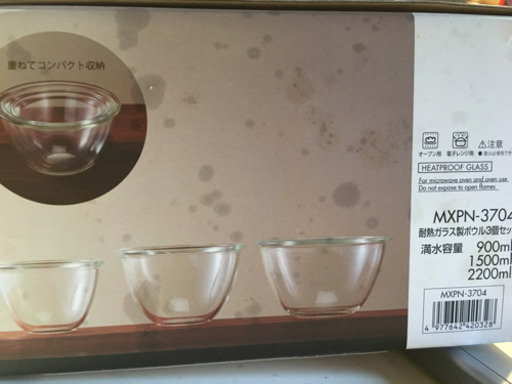 重ねてコンパクト収納
オーブン用 電子レンジ用 注意
HEATPROOF GLASS
For microwave oven and oven use.
Do not expose to open flames
MXPN-3704
耐熱ガラス製ボウル3個セッ
満水容量 900ml
1500ml
2200ml
MXPN-3704
4 977642 420328